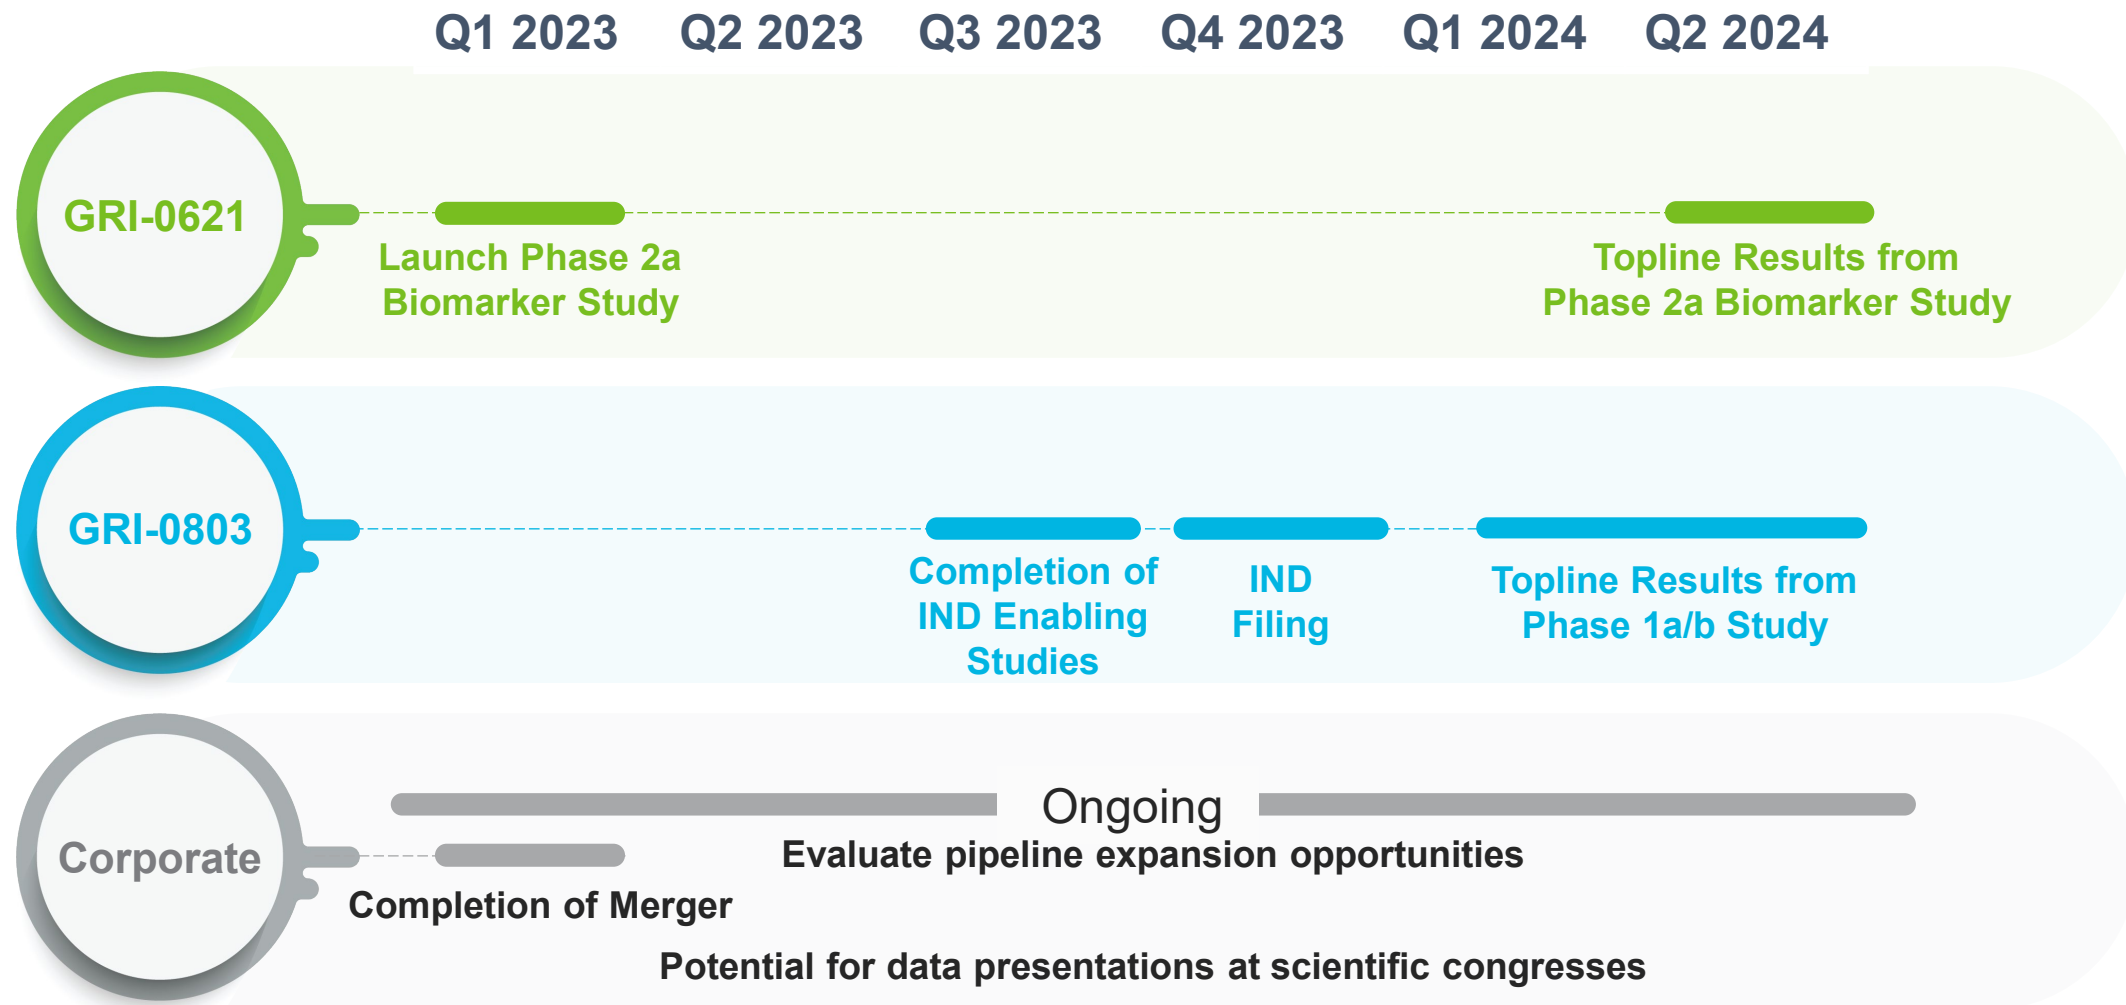 Q1 2023 Q2 2023 Q3 2023 Q4 2023 Q1 2024 Q2 2024
GRI-0621
Launch Phase 2a
Biomarker Study
Topline Results from
Phase 2a Biomarker Study
GRI-0803
Completion of
IND Enabling
Studies
IND
Filing
Topline Results from
Phase 1a/b Study
Corporate
Ongoing
Evaluate pipeline expansion opportunities
Completion of Merger
Potential for data presentations at scientific congresses